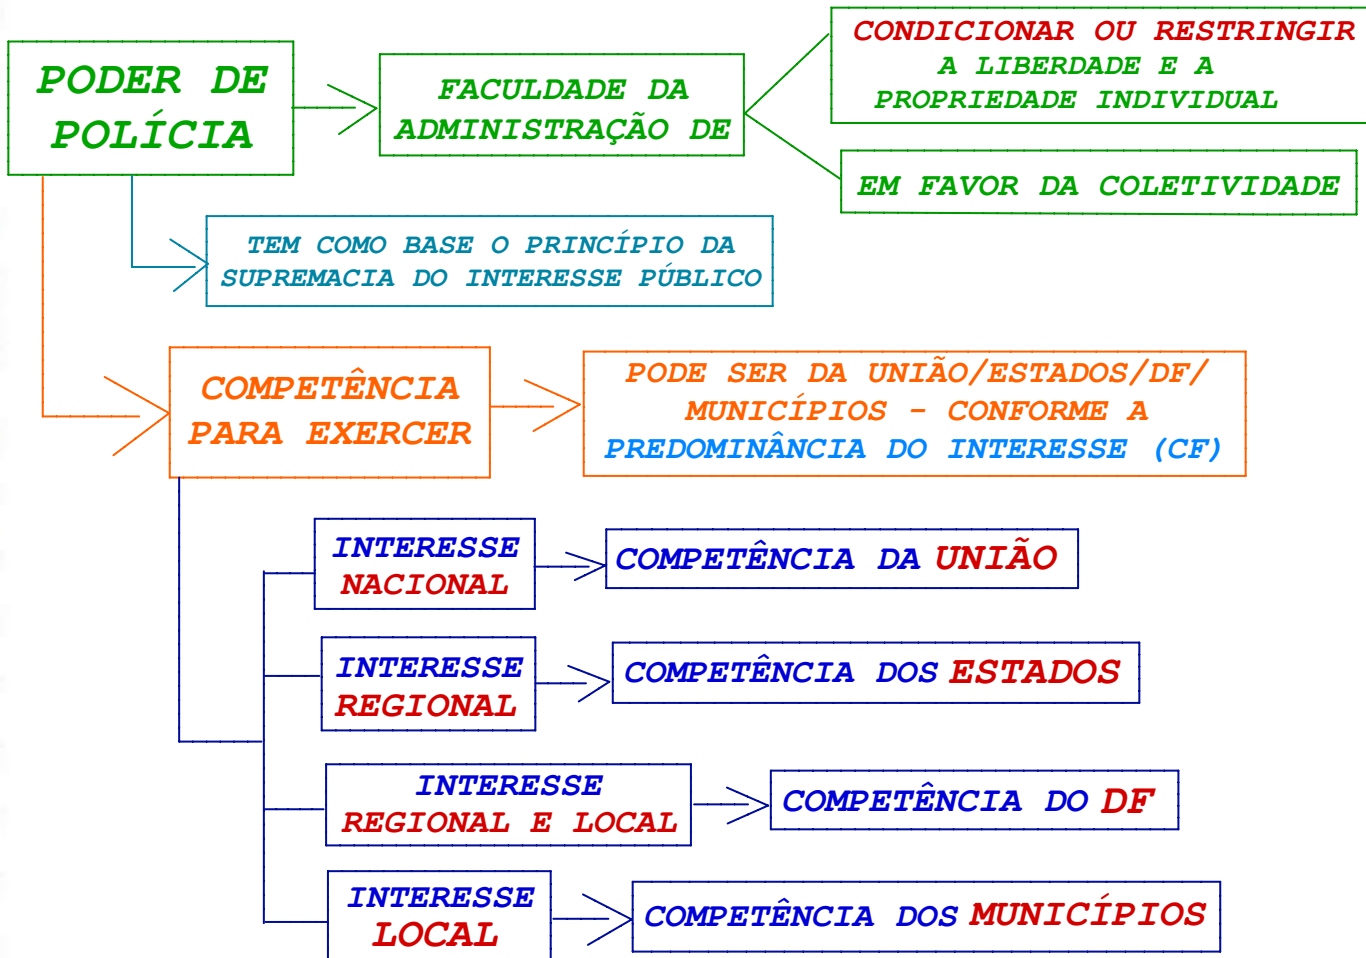 PODER DE
POLÍCIA
FACULDADE DA
ADMINISTRAÇÃO DE
CONDICIONAR OU RESTRINGIR
A LIBERDADE E A
PROPRIEDADE INDIVIDUAL
EM FAVOR DA COLETIVIDADE
TEM COMO BASE O PRINCÍPIO DA
SUPREMACIA DO INTERESSE PÚBLICO
COMPETÊNCIA
PARA EXERCER
PODE SER DA UNIÃO/ESTADOS/DF/
MUNICÍPIOS - CONFORME A
PREDOMINÂNCIA DO INTERESSE (CF)
INTERESSE
NACIONAL
COMPETÊNCIA DA UNIÃO
INTERESSE
REGIONAL
COMPETÊNCIA DOS ESTADOS
INTERESSE
REGIONAL E LOCAL
COMPETÊNCIA DO DF
INTERESSE
LOCAL
COMPETÊNCIA DOS MUNICÍPIOS